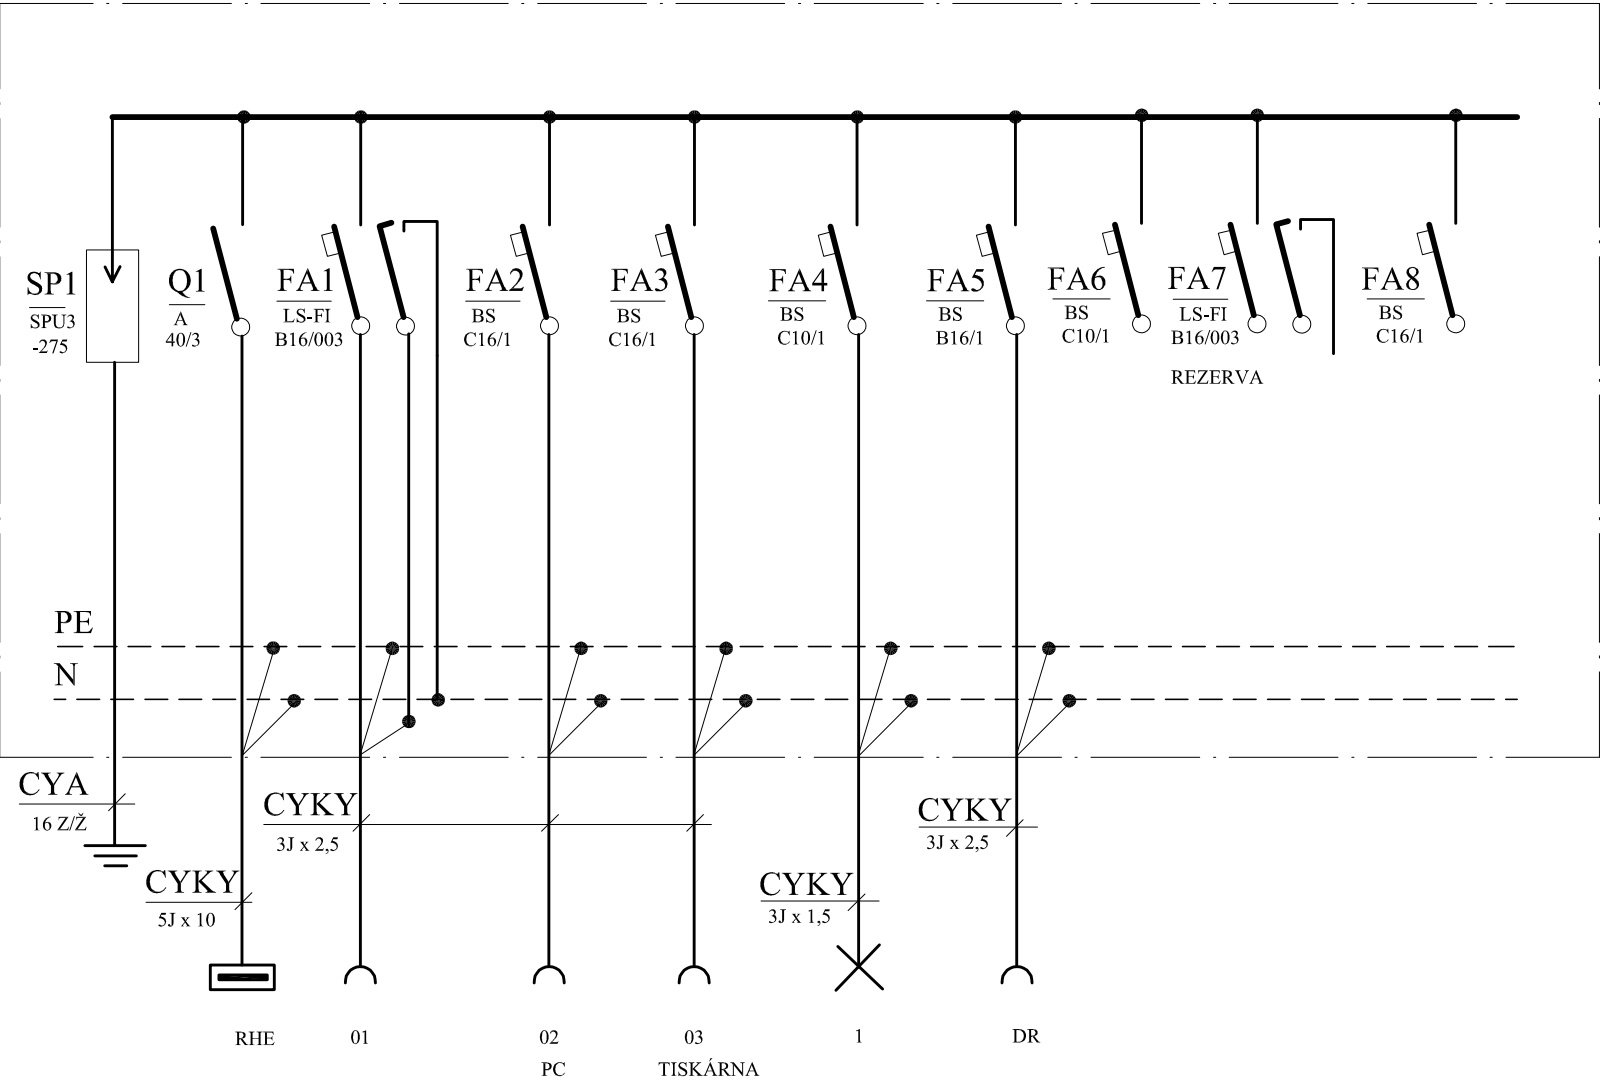 SP1
SPU3
-275
Q1
A
40/3
FA1
LS-FI
B16/003
FA2
BS
C16/1
FA3
BS
C16/1
FA4
BS
C10/1
FA5
BS
B16/1
FA6
BS
C10/1
FA7
LS-FI
B16/003
REZERVA
FA8
BS
C16/1
PE
N
CYA
16 Z/Ž
CYKY
5J x 10
CYKY
3J x 2,5
CYKY
3J x 1,5
CYKY
3J x 2,5
RHE
01
02
PC
03
TISKÁRNA
1
DR